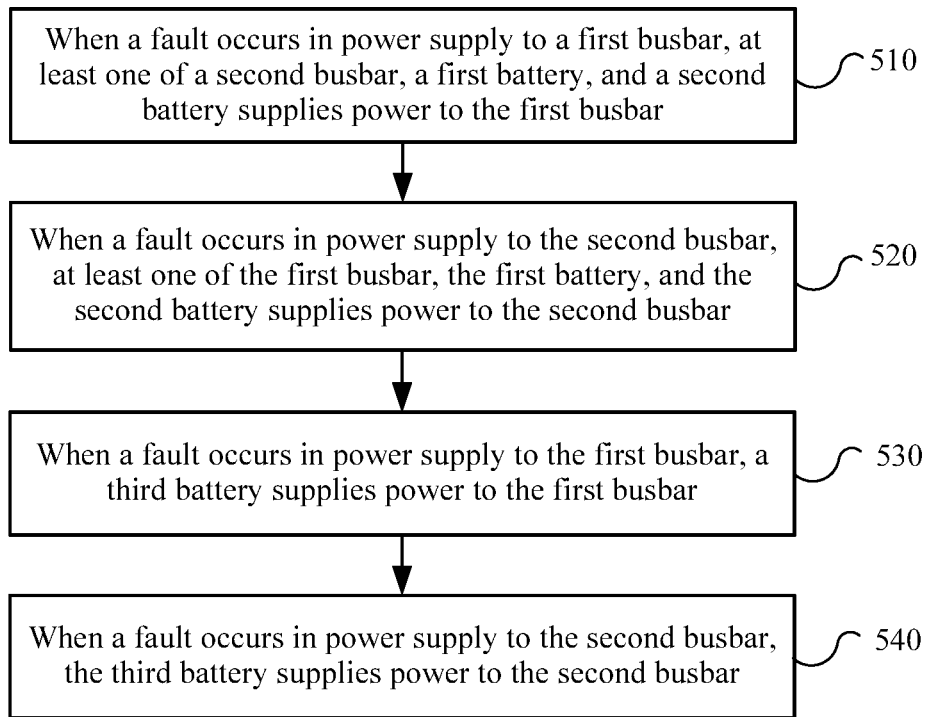 When a fault occurs in power supply to a first busbar, at
least one of a second busbar, a first battery, and a second
battery supplies power to the first busbar
510
When a fault occurs in power supply to the second busbar,
at least one of the first busbar, the first battery, and the
second battery supplies power to the second busbar
520
When a fault occurs in power supply to the first busbar, a
third battery supplies power to the first busbar
530
When a fault occurs in power supply to the second busbar,
the third battery supplies power to the second busbar
540